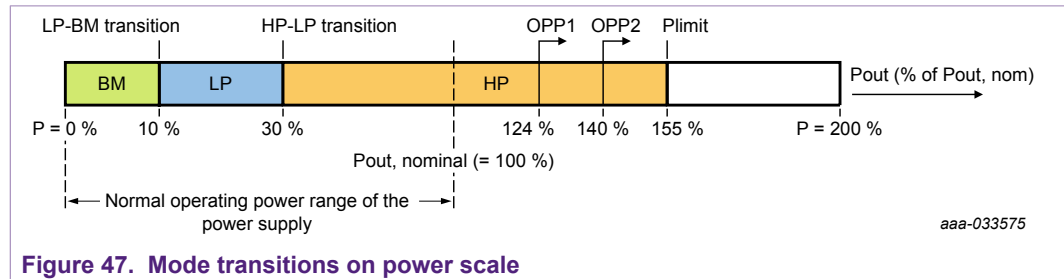 LP-BM transition HP-LP transition OPP1 OPP2 Plimit
BM LP HP Pout (% of Pout, nom)
P = 0 % 10 % 30 % 124 % 140 % 155 % P = 200 %
Pout, nominal (= 100 %)
Normal operating power range of the
power supply
aaa-033575
Figure 47. Mode transitions on power scale